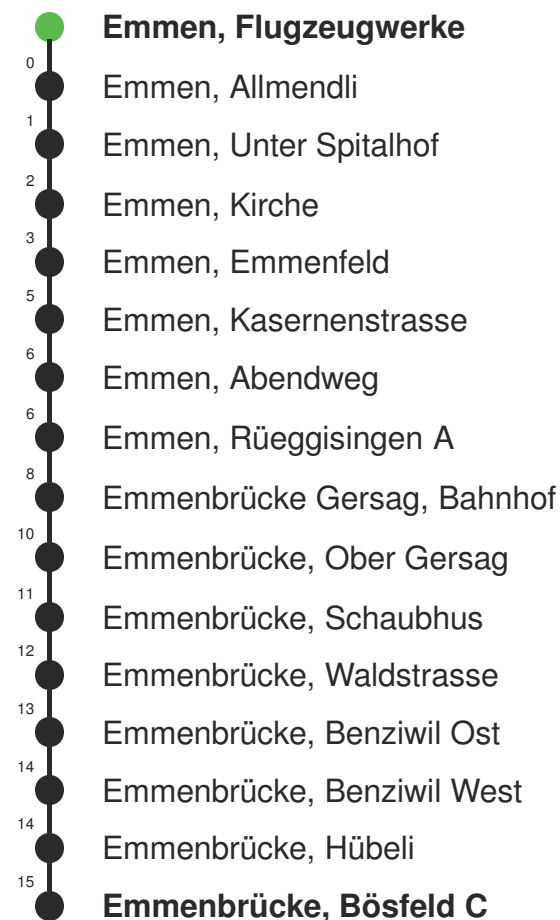 Emmen, Flugzeugwerke
0
Emmen, Allmendli
1
Emmen, Unter Spitalhof
2
Emmen, Kirche
3
Emmen, Emmenfeld
5
Emmen, Kasernenstrasse
6
Emmen, Abendweg
6
Emmen, Rüeggisingen A
8
Emmenbrücke Gersag, Bahnhof
10
Emmenbrücke, Ober Gersag
11
Emmenbrücke, Schaubhus
12
Emmenbrücke, Waldstrasse
13
Emmenbrücke, Benziwil Ost
14
Emmenbrücke, Benziwil West
14
Emmenbrücke, Hübeli
15
Emmenbrücke, Bösfeld C